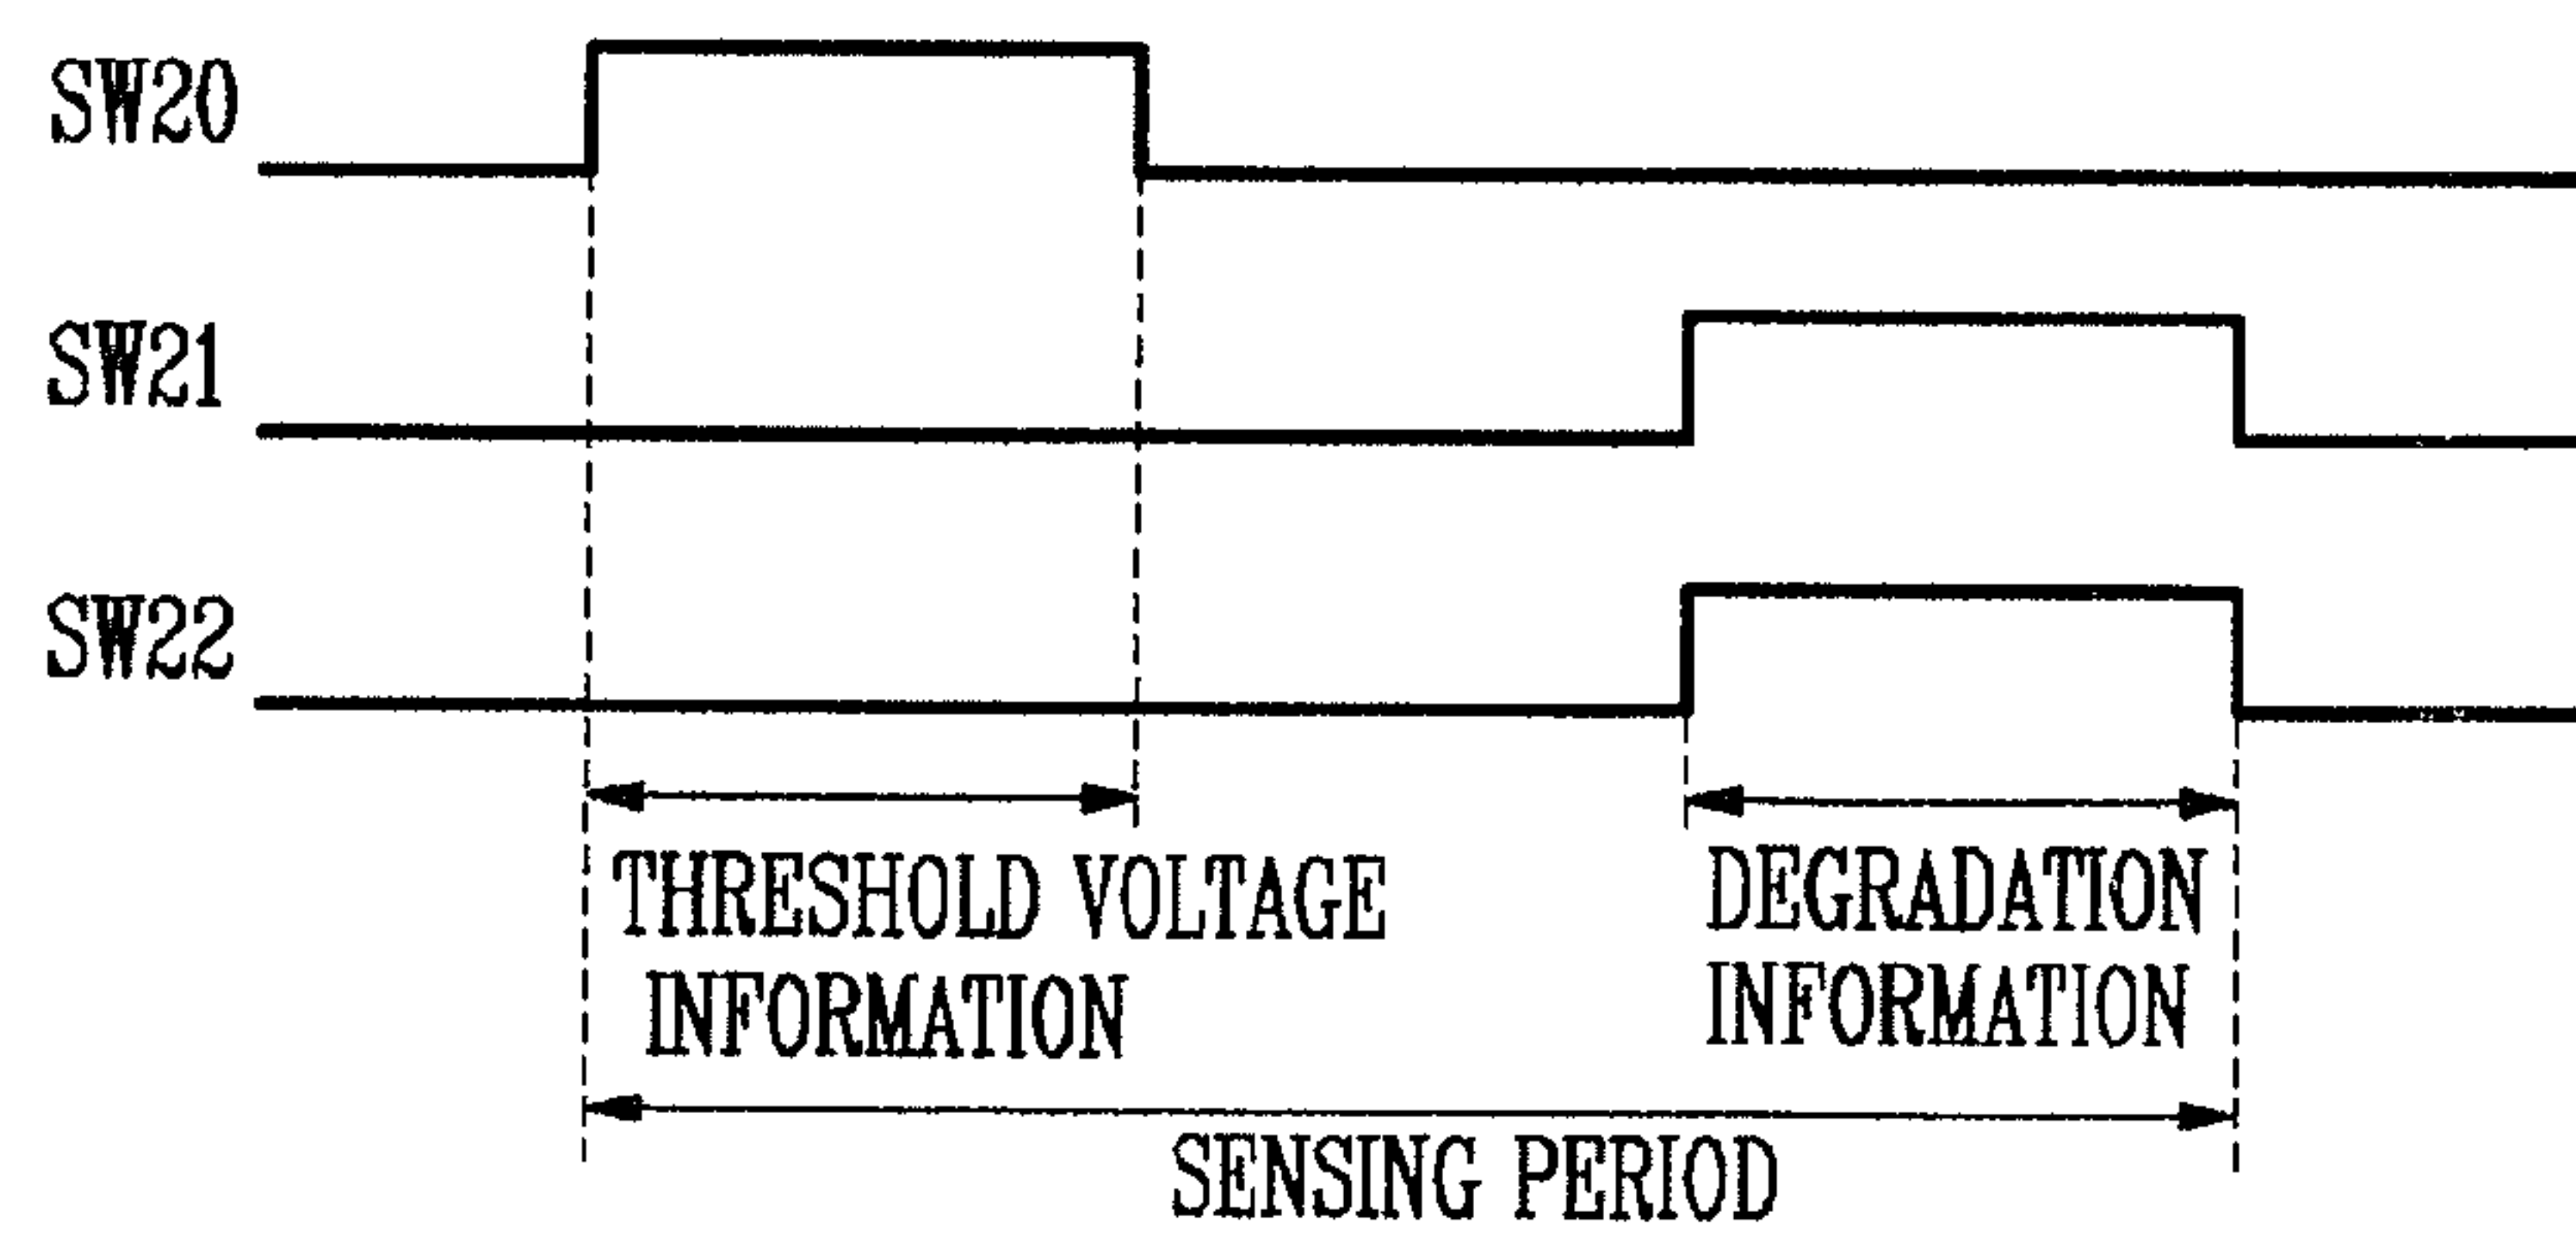 SW20
SW21
SW22
THRESHOLD VOLTAGE
INFORMATION
DEGRADATION
INFORMATION
SENSING PERIOD